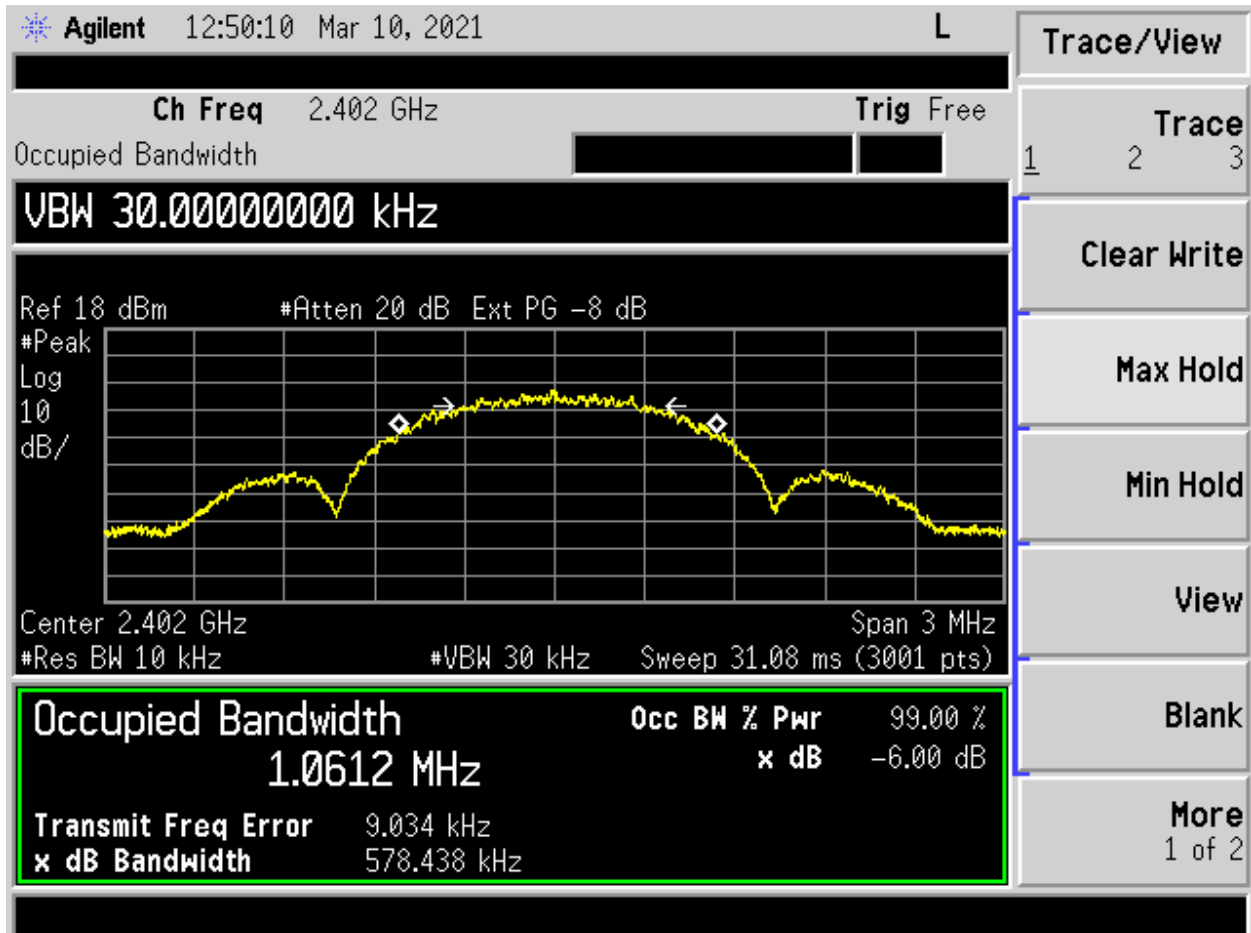 Agilent 12:50:10 Mar 10, 2021 L
Trace/View
Ch Freq 2.402 GHz Trig Free
Occupied Bandwidth
Trace
1 2 3
VBW 30.00000000 kHz
Clear Write
Ref 18 dBm #Atten 20 dB Ext PG -8 dB
#Peak
Log
10
dB/
Max Hold
Min Hold
View
Center 2.402 GHz Span 3 MHz
#Res BW 10 kHz #VBW 30 kHz Sweep 31.08 ms (3001 pts)
Occupied Bandwidth Occ BW % Pwr 99.00 %
1.0612 MHz x dB -6.00 dB
Blank
Transmit Freq Error 9.034 kHz
x dB Bandwidth 578.438 kHz
More
1 of 2